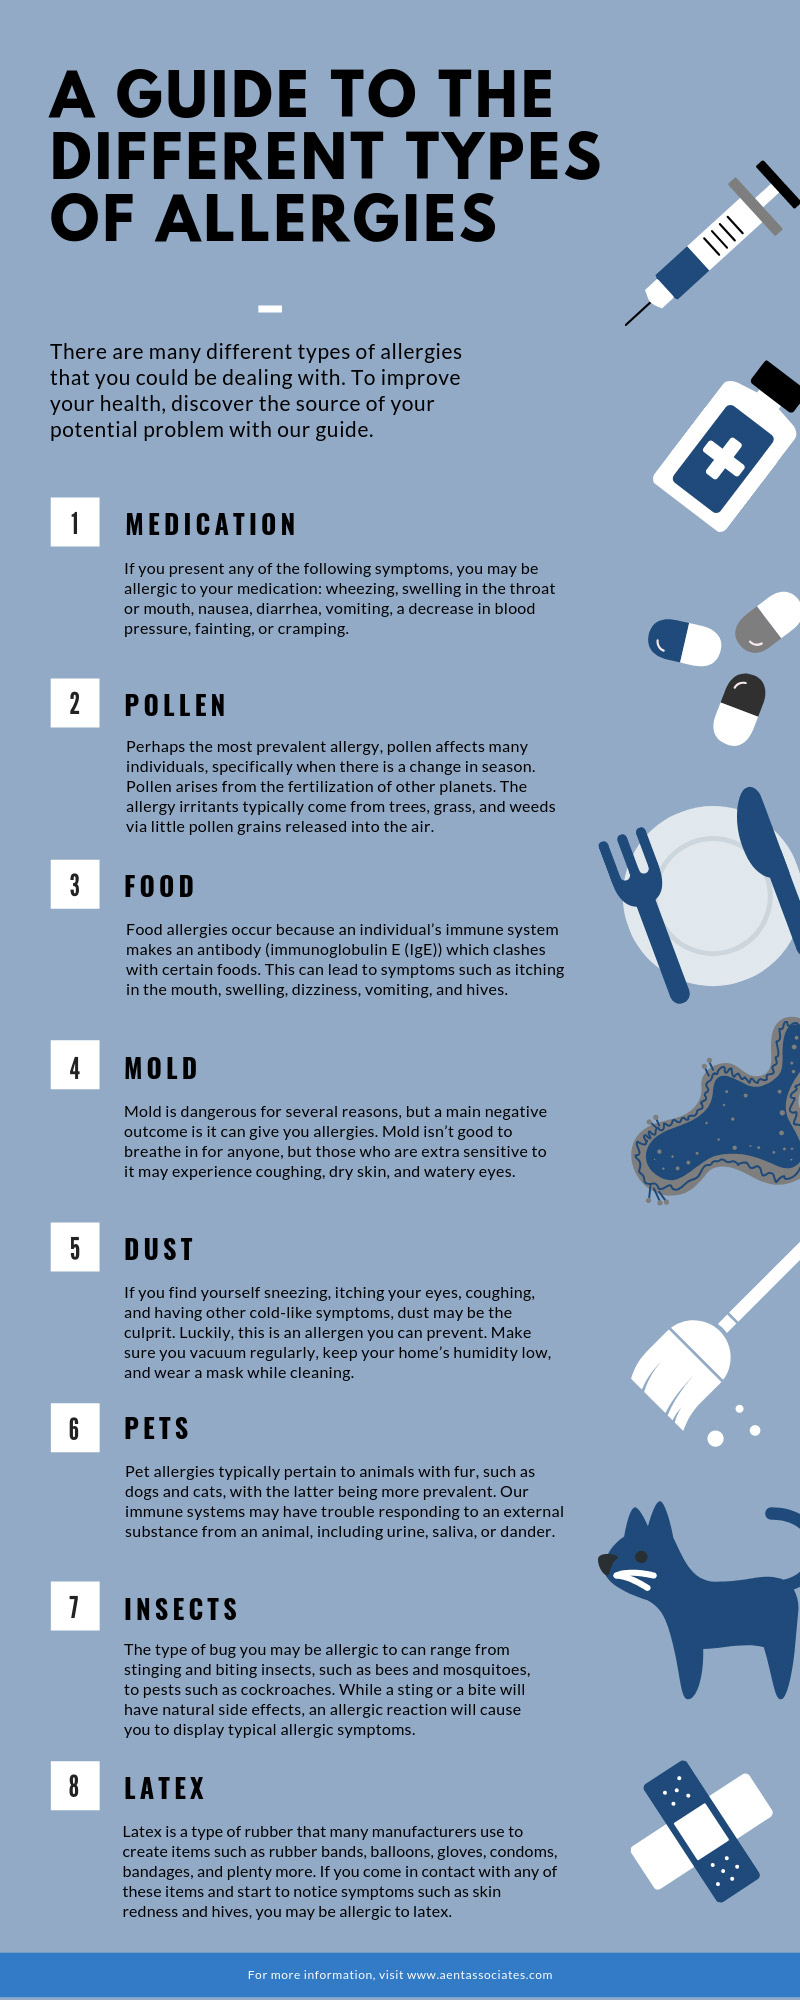 A GUIDE TO THE
DIFFERENT TYPES
OF ALLERGIES
There are many different types of allergies
that you could be dealing with. To improve
your health, discover the source of your
potential problem with our guide.
1 MEDICATION
If you present any of the following symptoms, you may be
allergic to your medication: wheezing, swelling in the throat
or mouth, nausea, diarrhea, vomiting, a decrease in blood
pressure, fainting, or cramping.
2 POLLEN
Perhaps the most prevalent allergy, pollen affects many
individuals, specifically when there is a change in season.
Pollen arises from the fertilization of other planets. The
allergy irritants typically come from trees, grass, and weeds
via little pollen grains released into the air.
3 FOOD
Food allergies occur because an individual’s immune system
makes an antibody (immunoglobulin E (IgE)) which clashes
with certain foods. This can lead to symptoms such as itching
in the mouth, swelling, dizziness, vomiting, and hives.
4 MOLD
Mold is dangerous for several reasons, but a main negative
outcome is it can give you allergies. Mold isn’t good to
breathe in for anyone, but those who are extra sensitive to
it may experience coughing, dry skin, and watery eyes.
5 DUST
If you find yourself sneezing, itching your eyes, coughing,
and having other cold-like symptoms, dust may be the
culprit. Luckily, this is an allergen you can prevent. Make
sure you vacuum regularly, keep your home’s humidity low,
and wear a mask while cleaning.
6 PETS
Pet allergies typically pertain to animals with fur, such as
dogs and cats, with the latter being more prevalent. Our
immune systems may have trouble responding to an external
substance from an animal, including urine, saliva, or dander.
7 INSECTS
The type of bug you may be allergic to can range from
stinging and biting insects, such as bees and mosquitoes,
to pests such as cockroaches. While a sting or a bite will
have natural side effects, an allergic reaction will cause
you to display typical allergic symptoms.
8 LATEX
Latex is a type of rubber that many manufacturers use to
create items such as rubber bands, balloons, gloves, condoms,
bandages, and plenty more. If you come in contact with any of
these items and start to notice symptoms such as skin
redness and hives, you may be allergic to latex.
For more information, visit www.aentassociates.com